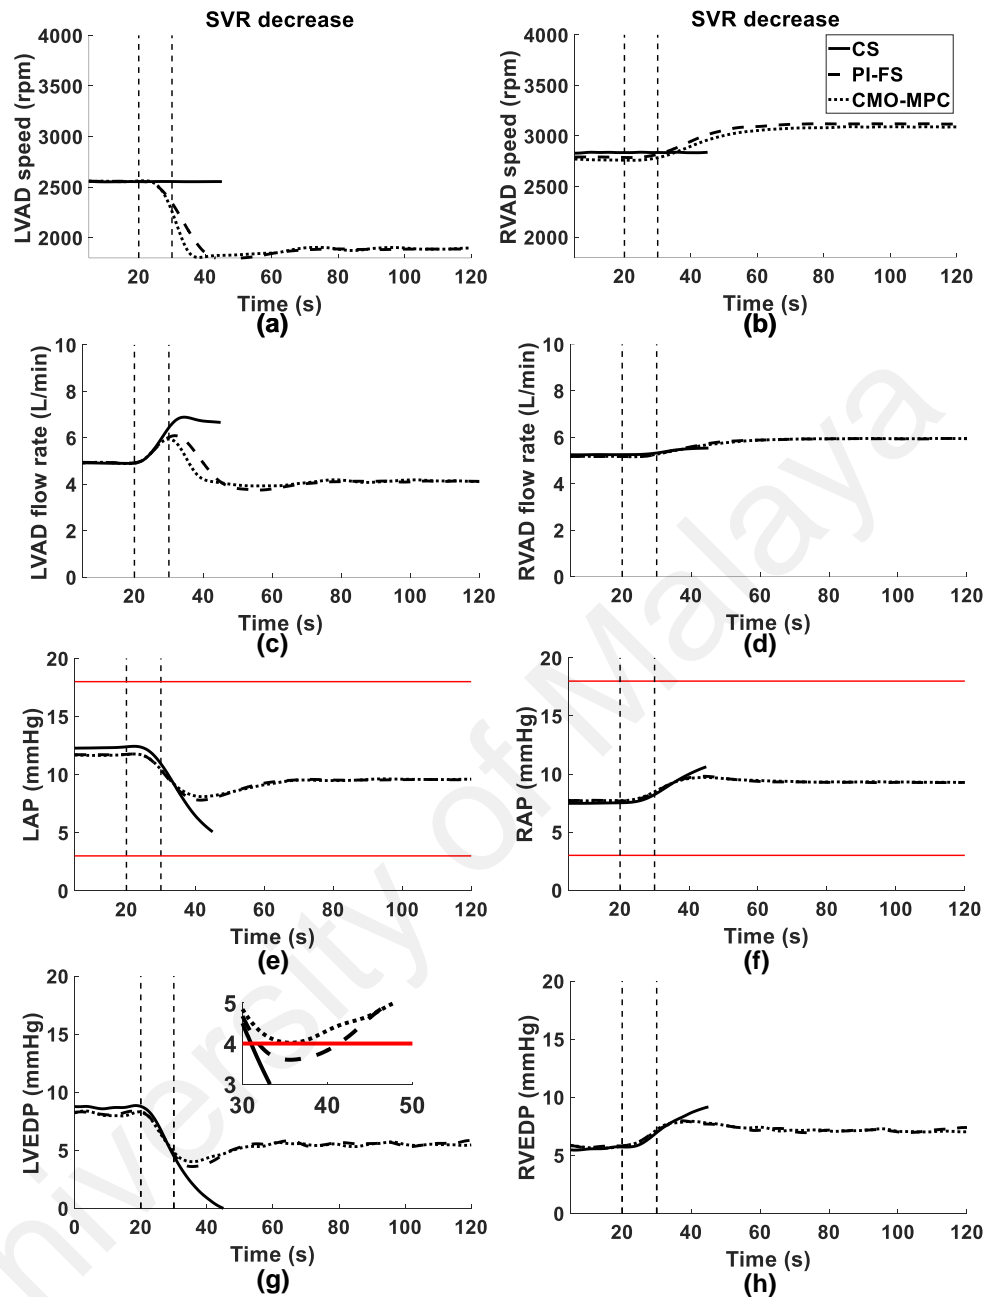 SVR decrease
LVAD speed (rpm)
4000
3500
3000
2500
2000
20 40 60 80 100 120
Time (s)
(a)
SVR decrease
RVAD speed (rpm)
4000
3500
3000
2500
2000
20 40 60 80 100 120
Time (s)
(b)
CS
PI-FS
CMO-MPC
LVAD flow rate (L/min)
10
8
6
4
2
0
20 40 60 80 100 120
Time (s)
(c)
RVAD flow rate (L/min)
10
8
6
4
2
0
20 40 60 80 100 120
Time (s)
(d)
LAP (mmHg)
20
15
10
5
0
20 40 60 80 100 120
Time (s)
(e)
RAP (mmHg)
20
15
10
5
0
20 40 60 80 100 120
Time (s)
(f)
LVEDP (mmHg)
20
15
10
5
0
0 20 40 60 80 100 120
Time (s)
(g)
5
4
3
30 40 50
RVEDP (mmHg)
20
15
10
5
0
20 40 60 80 100 120
Time (s)
(h)
niversity of Malaya